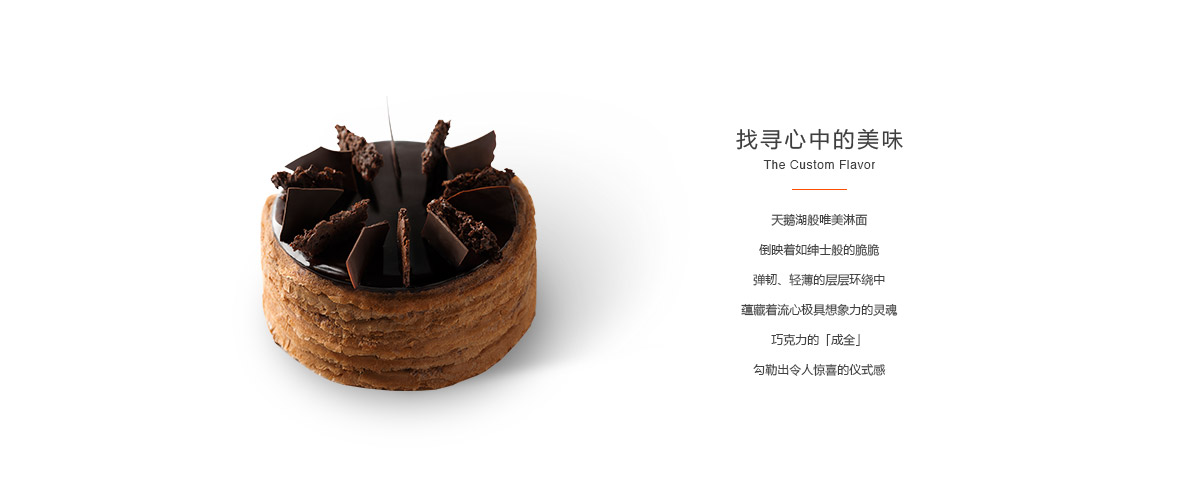 找寻心中的美味
The Custom Flavor
天鹅湖般唯美淋面
倒映着如绅士般的脆脆
弹韧、轻薄的层层环绕中
蕴藏着流心极具想象力的灵魂
巧克力的「成全」
勾勒出令人惊喜的仪式感